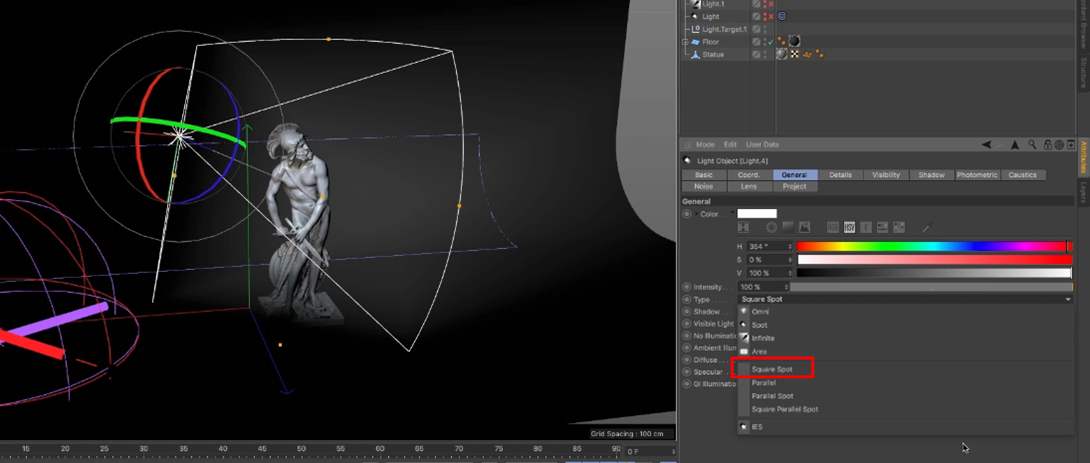 Light.1
Light
Light.Target.1
Floor
Statue
Structure
Mode Edit User Data
Light Object [Light.4]
Attributes
Layers
Basic Coord. General Details Visibility Shadow Photometric Caustics
Noise Lens Project
General
Color
HSV
H 354 °
S 0 %
V 100 %
Intensity 100 %
Type Square Spot
Shadow Omni
Visible Light Spot
No Illuminatio Infinite
Ambient Illum Area
Diffuse
Specular Square Spot
GI Illuminatio Parallel
Parallel Spot
Square Parallel Spot
IES
Grid Spacing : 100 cm
15 20 25 30 35 40 45 50 55 60 65 70 75 80 85 90 0 F